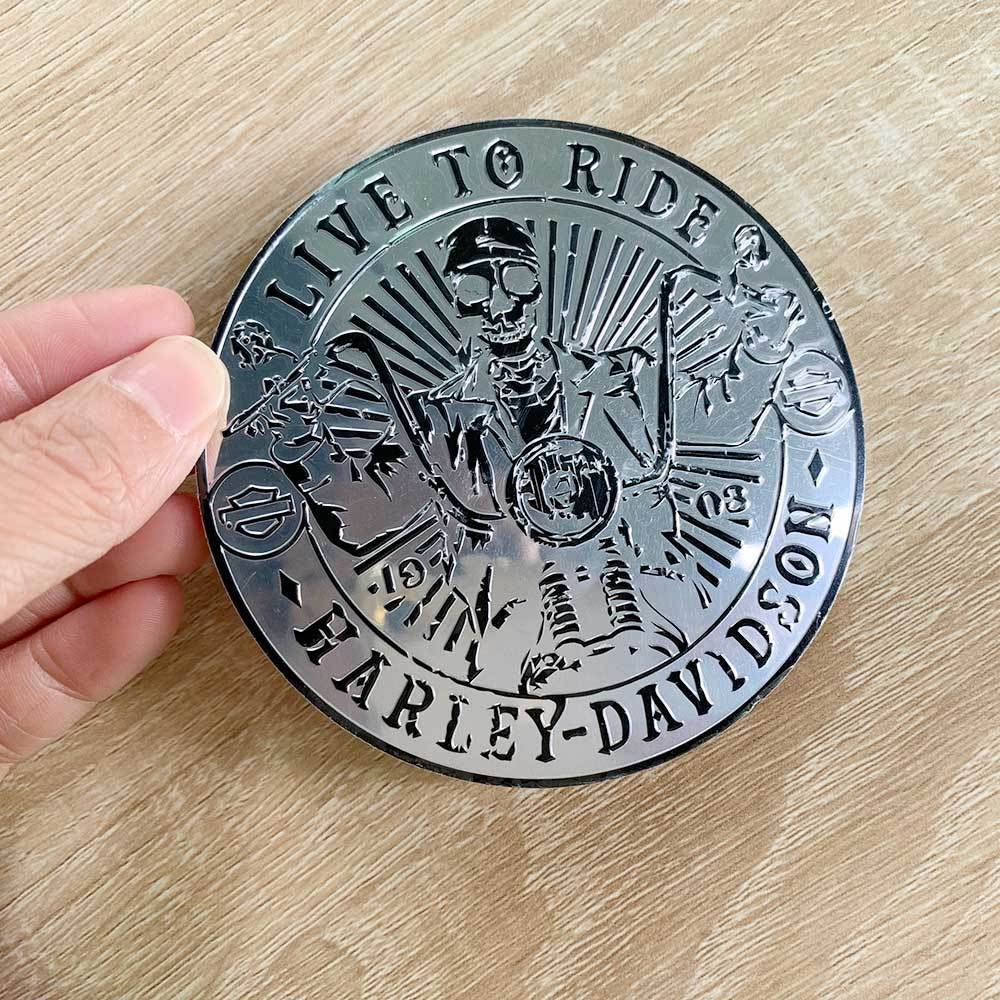 LIVE TO RIDE
19
03
HARLEY-DAVIDSON